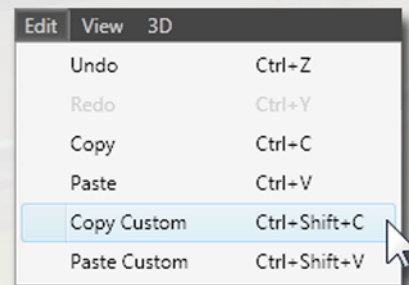 Edit View 3D
Undo Ctrl+Z
Redo Ctrl+Y
Copy Ctrl+C
Paste Ctrl+V
Copy Custom Ctrl+Shift+C
Paste Custom Ctrl+Shift+V